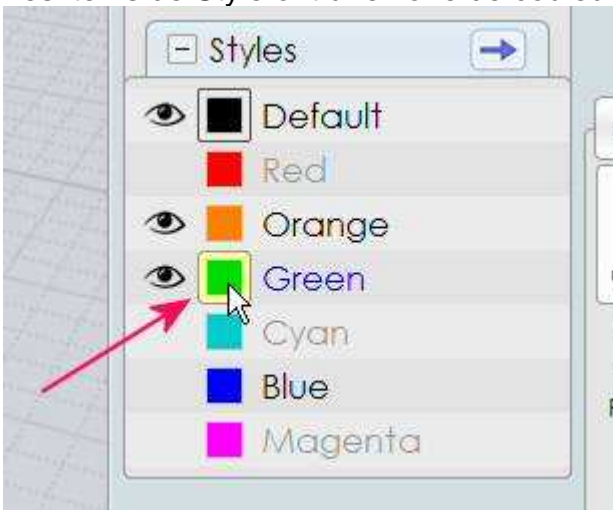 Styles
Default
Red
Orange
Green
Cyan
Blue
Magenta